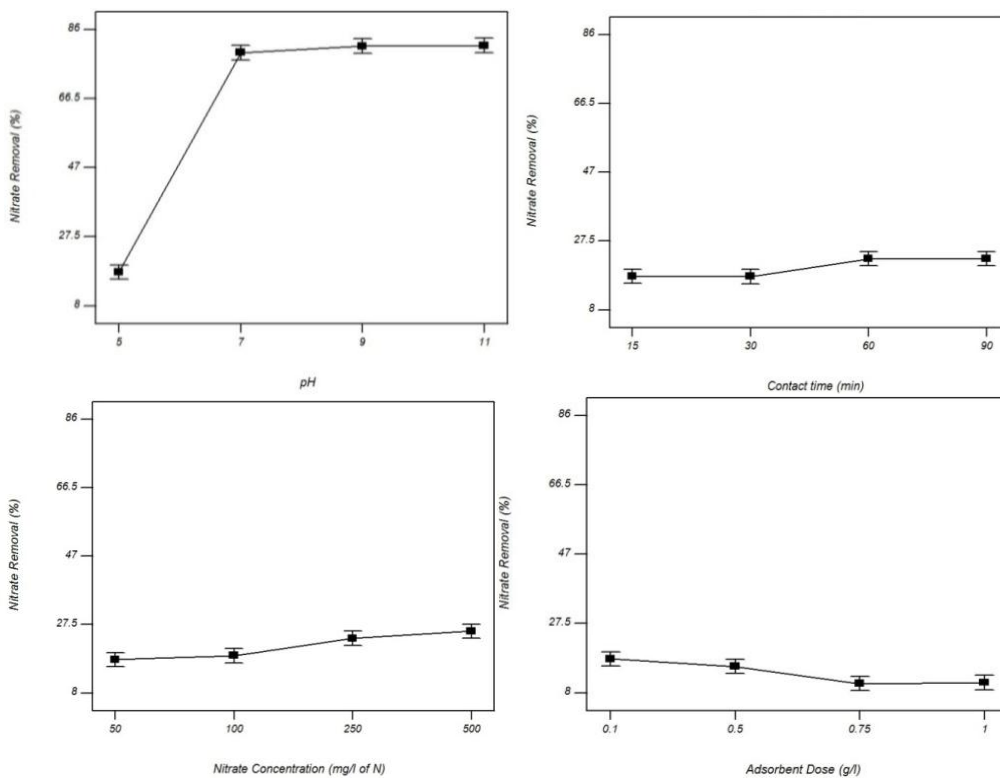 Nitrate Removal (%)
86
66.5
47
27.5
8
5 7 9 11
pH
Nitrate Removal (%)
86
66.5
47
27.5
8
15 30 60 90
Contact time (min)
Nitrate Removal (%)
86
66.5
47
27.5
8
50 100 250 500
Nitrate Concentration (mg/l of N)
Nitrate Removal (%)
86
66.5
47
27.5
8
0.1 0.5 0.75 1
Adsorbent Dose (g/l)